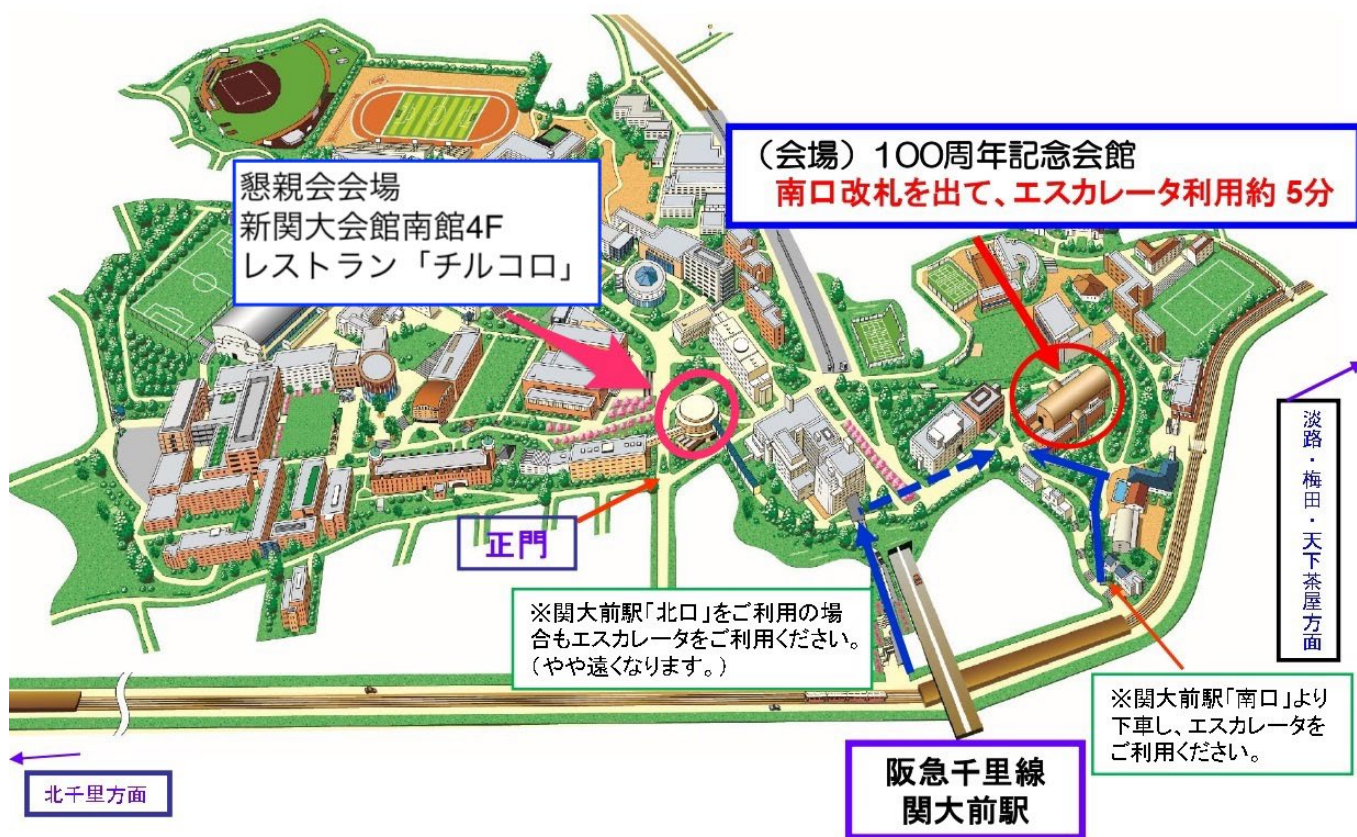 （会場）100周年記念会館
南口改札を出て、エスカレータ利用約 5分
懇親会会場
新関大会館南館4F
レストラン「チルコロ」
淡路・梅田・天下茶屋方面
正門
※関大前駅「北口」をご利用の場
合もエスカレータをご利用ください。
（やや遠くなります。）
※関大前駅「南口」より
下車し、エスカレータを
ご利用ください。
阪急千里線
関大前駅
北千里方面